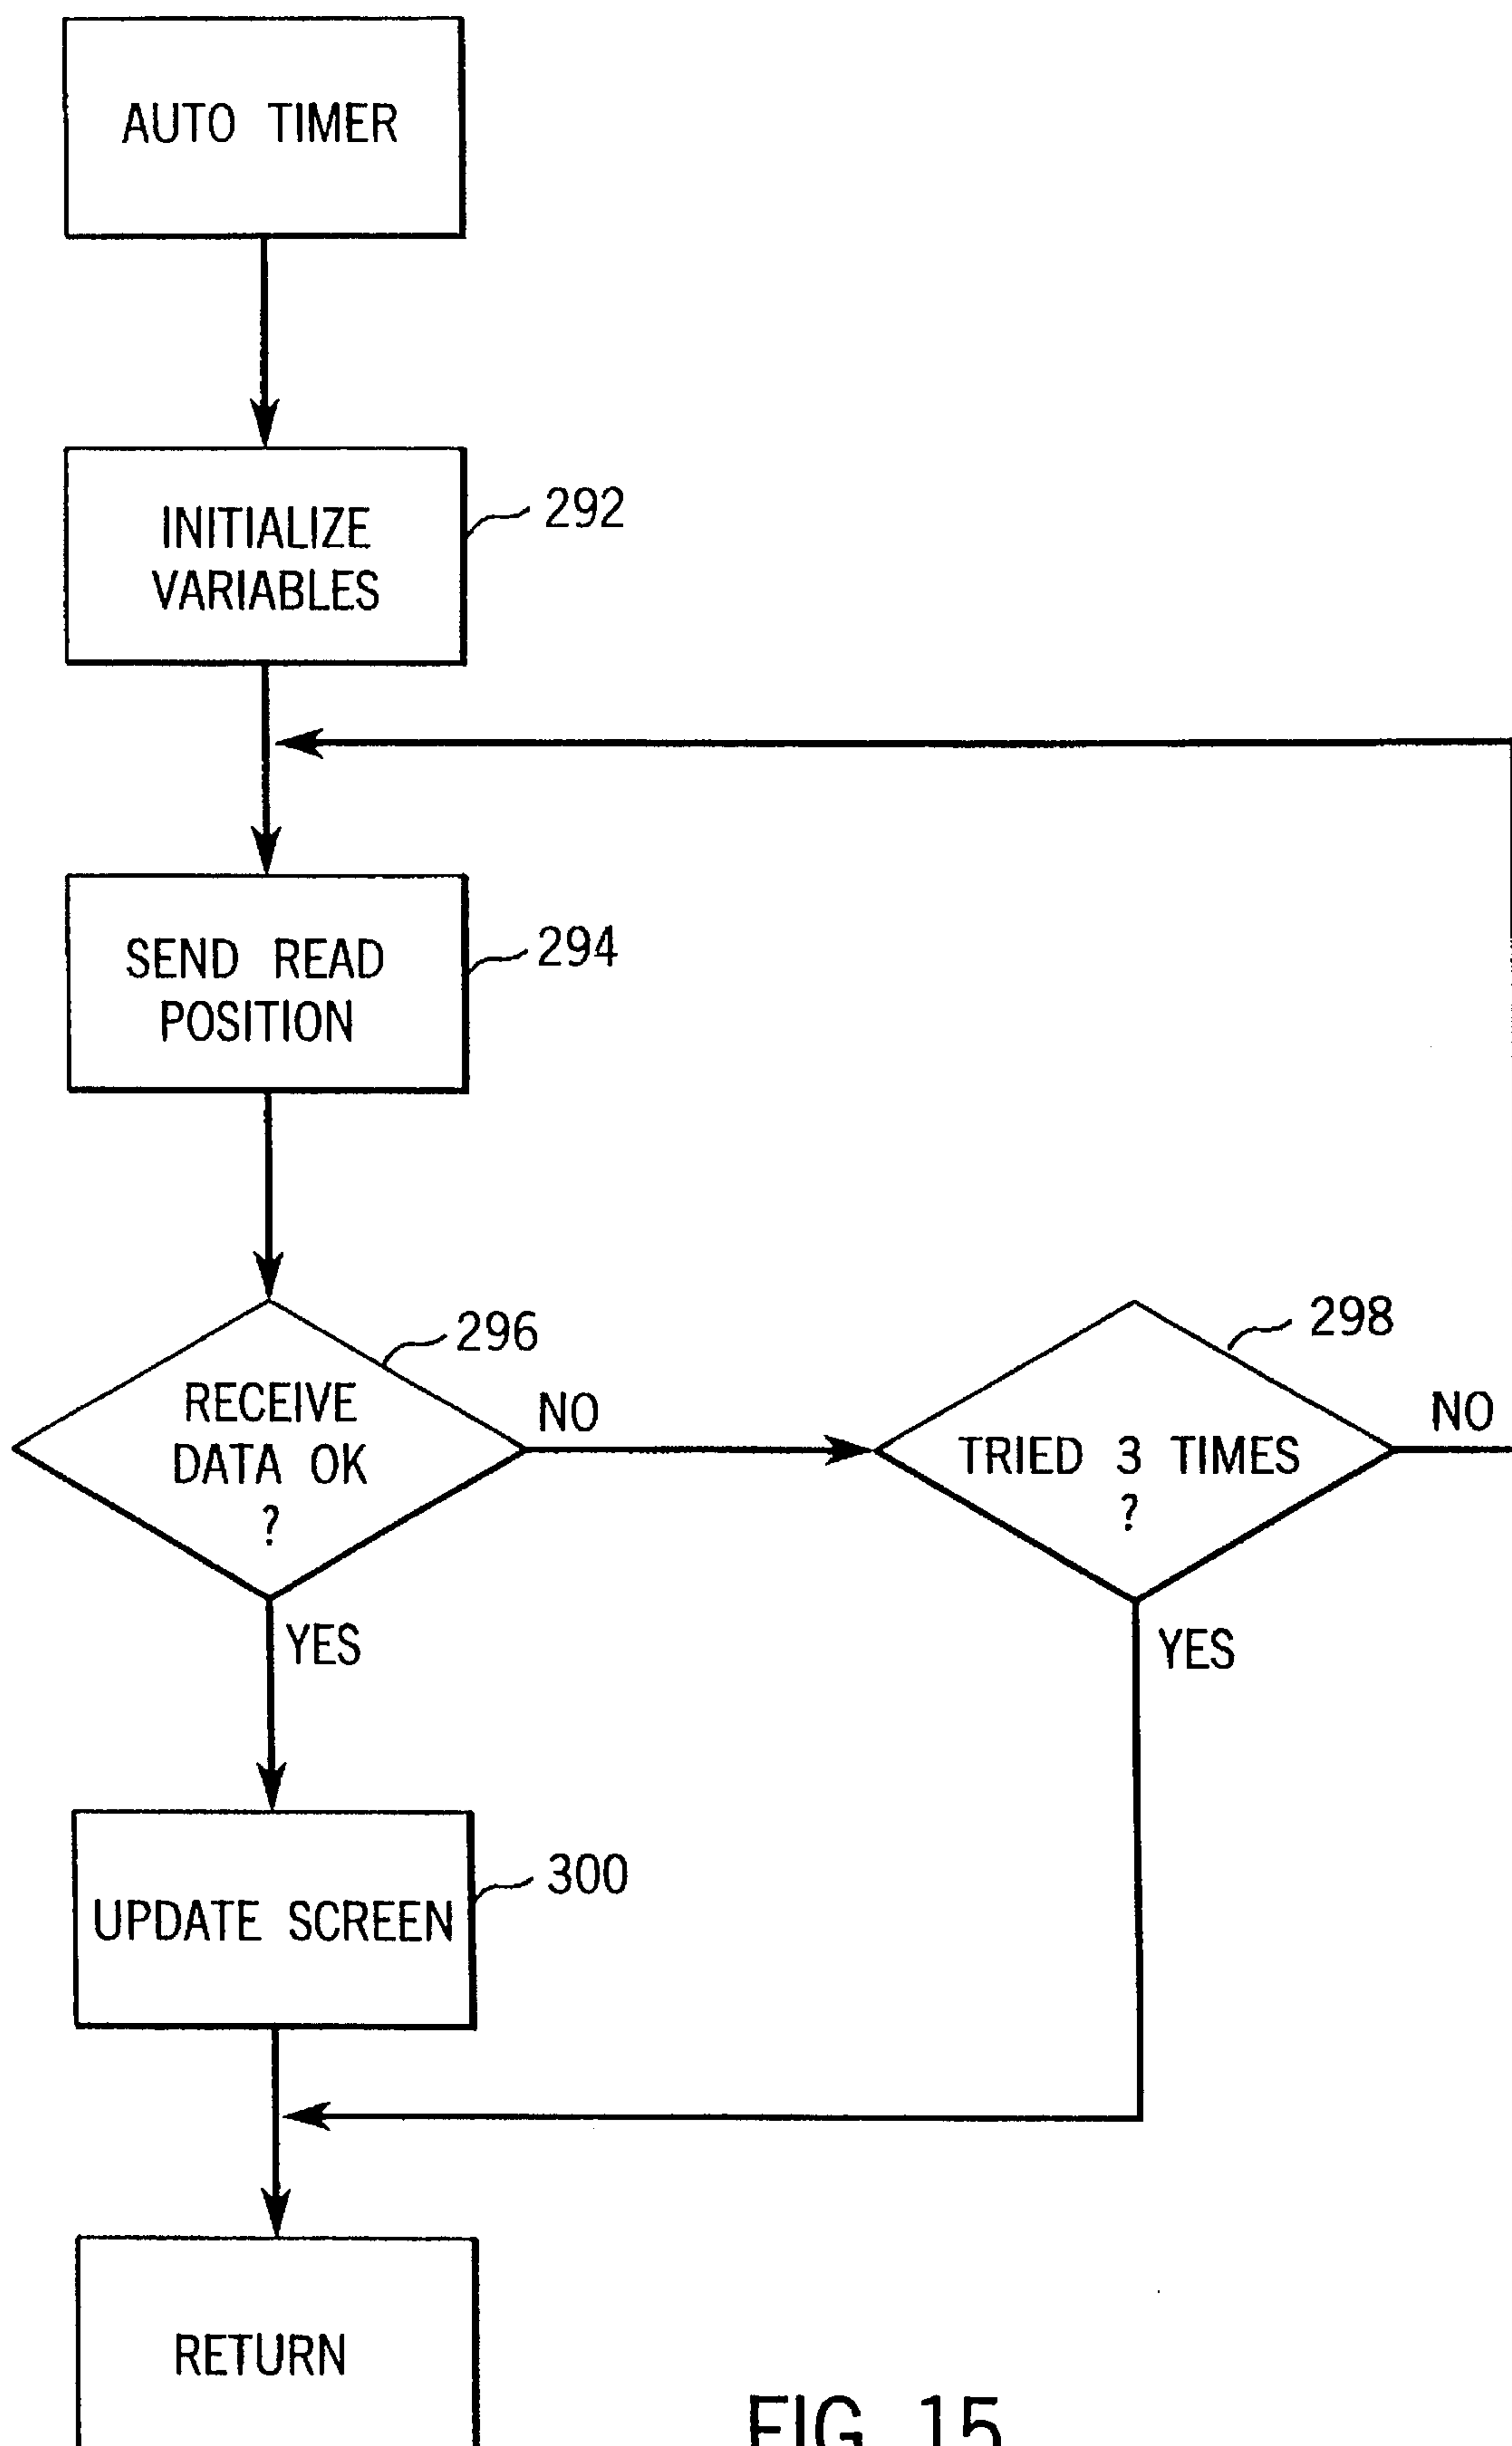 AUTO TIMER
INITIALIZE
VARIABLES
292
SEND READ
POSITION
294
RECEIVE
DATA OK
?
296
NO
TRIED 3 TIMES
?
298
NO
YES
YES
UPDATE SCREEN
300
RETURN
FIG. 15